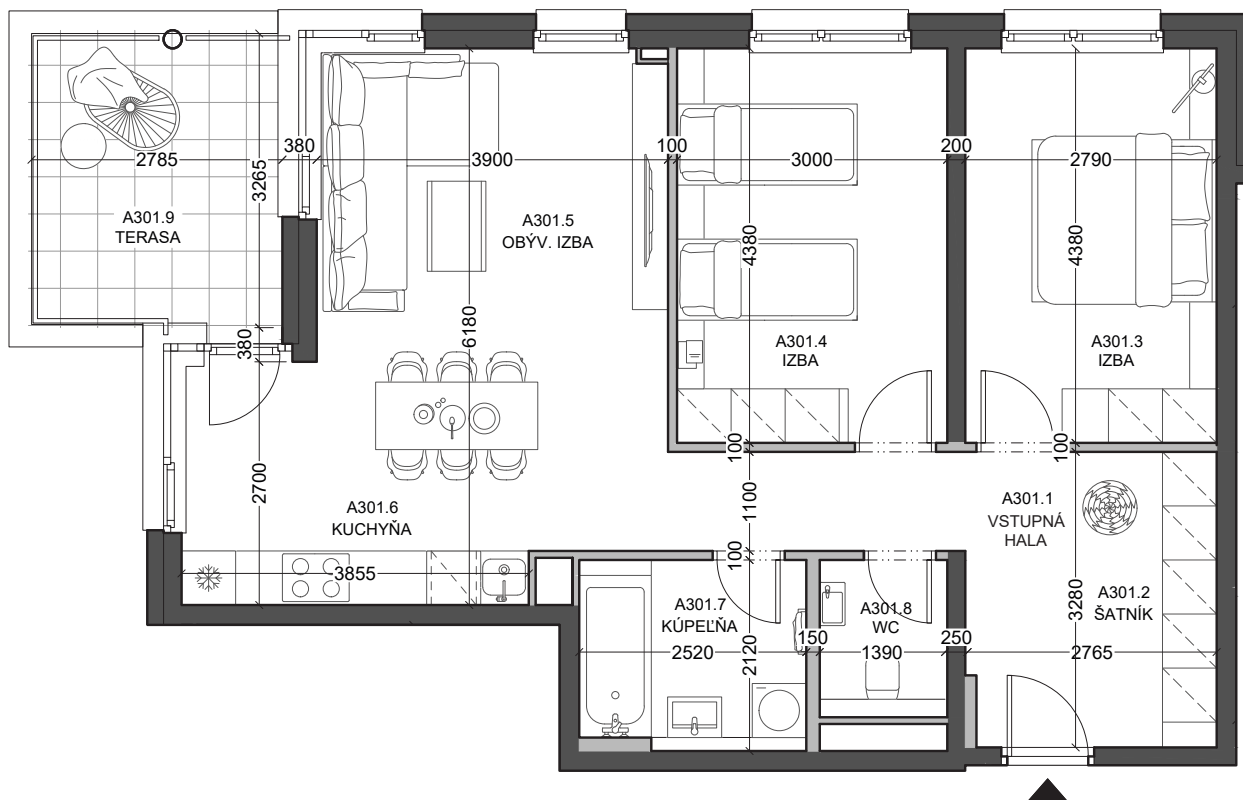 2785
380
3900
100
3000
200
2790
3265
A301.9
TERASA
A301.5
OBÝV. IZBA
4380
4380
380
6180
A301.4
IZBA
A301.3
IZBA
100
100
2700
A301.6
KUCHYŇA
1100
A301.1
VSTUPNÁ
HALA
100
3855
A301.7
KÚPEĽŇA
A301.8
WC
A301.2
ŠATNÍK
3280
2520
2120
150
1390
250
2765